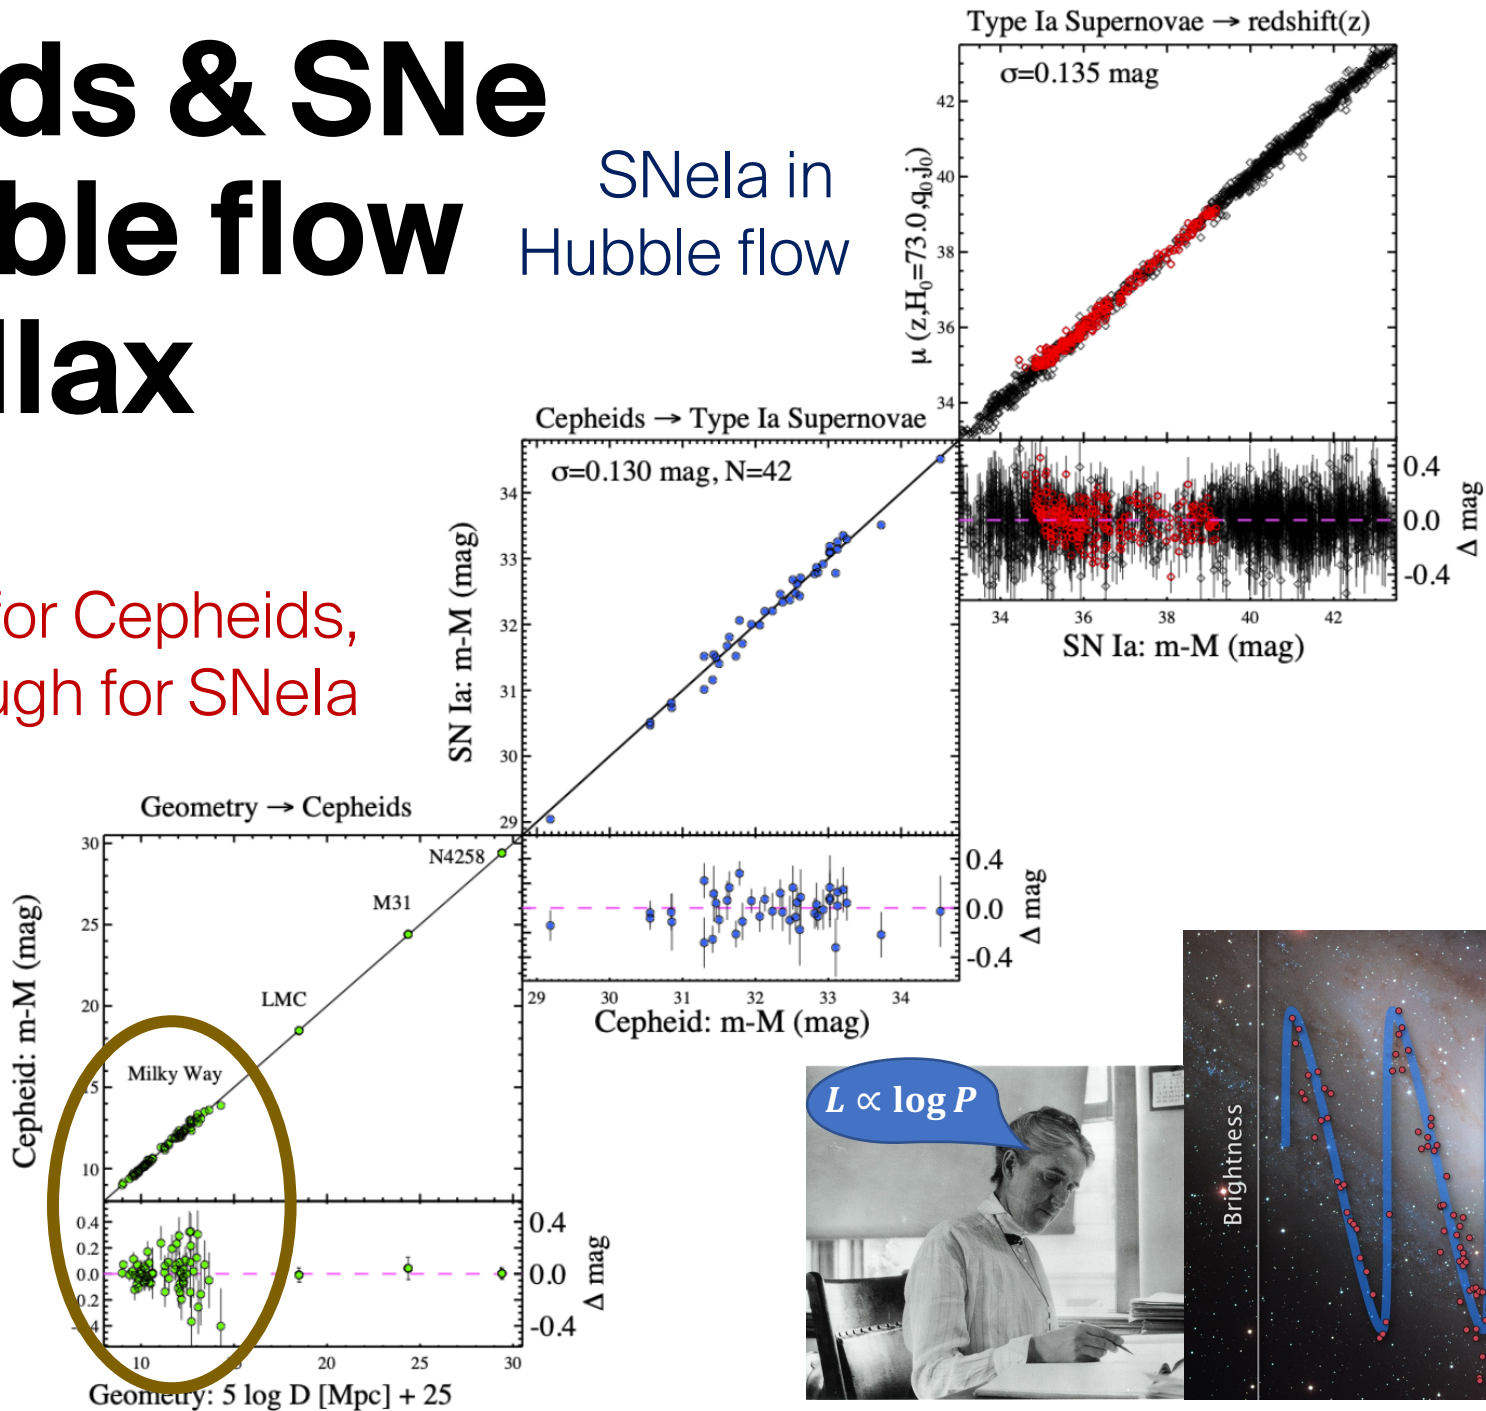 ds & SNe
ble flow
llax
SNeIa in
Hubble flow
for Cepheids,
ugh for SNeIa
Type Ia Supernovae → redshift(z)
σ=0.135 mag
μ (z,H₀=73.0,q₀,j₀)
42
40
38
36
34
0.4
0.0
-0.4
Δ mag
34 36 38 40 42
SN Ia: m-M (mag)
Cepheids → Type Ia Supernovae
σ=0.130 mag, N=42
SN Ia: m-M (mag)
34
33
32
31
30
29
0.4
0.0
-0.4
Δ mag
29 30 31 32 33 34
Cepheid: m-M (mag)
Geometry → Cepheids
N4258
M31
LMC
Milky Way
Cepheid: m-M (mag)
30
25
20
10
0.4
0.2
0.0
0.4
0.0
-0.4
Δ mag
10 20 25 30
Geometry: 5 log D [Mpc] + 25
L ∝ log P
Brightness